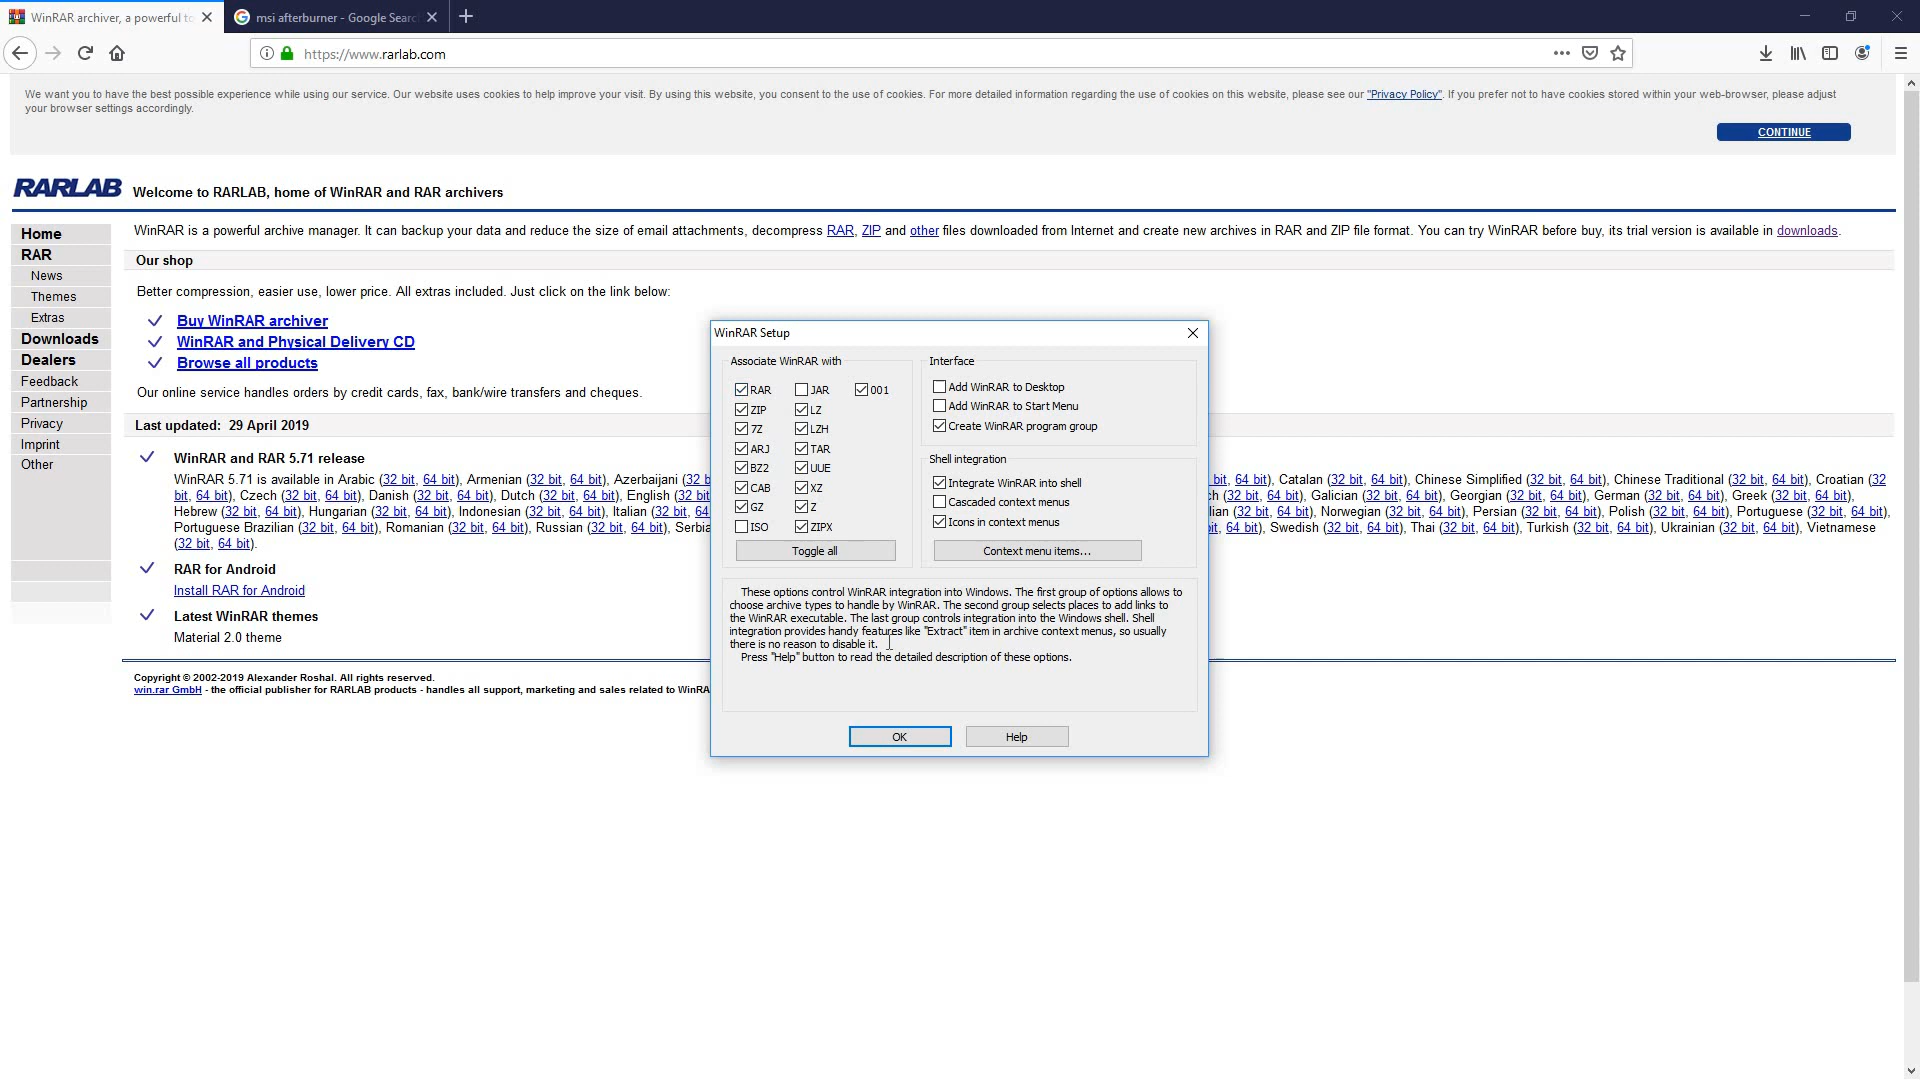 WinRAR archiver, a powerful to
msi afterburner - Google Searc
https://www.rarlab.com
We want you to have the best possible experience while using our service. Our website uses cookies to help improve your visit. By using this website, you consent to the use of cookies. For more detailed information regarding the use of cookies on this website, please see our "Privacy Policy". If you prefer not to have cookies stored within your web-browser, please adjust
your browser settings accordingly.
CONTINUE
RARLAB Welcome to RARLAB, home of WinRAR and RAR archivers
Home
RAR
News
Themes
Extras
Downloads
Dealers
Feedback
Partnership
Privacy
Imprint
Other
WinRAR is a powerful archive manager. It can backup your data and reduce the size of email attachments, decompress RAR, ZIP and other files downloaded from Internet and create new archives in RAR and ZIP file format. You can try WinRAR before buy, its trial version is available in downloads.
Our shop
Better compression, easier use, lower price. All extras included. Just click on the link below:
Buy WinRAR archiver
WinRAR and Physical Delivery CD
Browse all products
Our online service handles orders by credit cards, fax, bank/wire transfers and cheques.
Last updated: 29 April 2019
WinRAR and RAR 5.71 release
WinRAR 5.71 is available in Arabic (32 bit, 64 bit), Armenian (32 bit, 64 bit), Azerbaijani (32 b
bit, 64 bit), Catalan (32 bit, 64 bit), Chinese Simplified (32 bit, 64 bit), Chinese Traditional (32 bit, 64 bit), Croatian (32
bit, 64 bit), Czech (32 bit, 64 bit), Danish (32 bit, 64 bit), Dutch (32 bit, 64 bit), English (32 bit
ch (32 bit, 64 bit), Galician (32 bit, 64 bit), Georgian (32 bit, 64 bit), German (32 bit, 64 bit), Greek (32 bit, 64 bit),
Hebrew (32 bit, 64 bit), Hungarian (32 bit, 64 bit), Indonesian (32 bit, 64 bit), Italian (32 bit, 64
lian (32 bit, 64 bit), Norwegian (32 bit, 64 bit), Persian (32 bit, 64 bit), Polish (32 bit, 64 bit), Portuguese (32 bit, 64 bit),
Portuguese Brazilian (32 bit, 64 bit), Romanian (32 bit, 64 bit), Russian (32 bit, 64 bit), Serbia
bit, 64 bit), Swedish (32 bit, 64 bit), Thai (32 bit, 64 bit), Turkish (32 bit, 64 bit), Ukrainian (32 bit, 64 bit), Vietnamese
(32 bit, 64 bit).
RAR for Android
Install RAR for Android
Latest WinRAR themes
Material 2.0 theme
Copyright © 2002-2019 Alexander Roshal. All rights reserved.
win.rar GmbH - the official publisher for RARLAB products - handles all support, marketing and sales related to WinRA
WinRAR Setup
Associate WinRAR with
RAR JAR 001
ZIP LZ
7Z LZH
ARJ TAR
BZ2 UUE
CAB XZ
GZ Z
ISO ZIPX
Toggle all
Interface
Add WinRAR to Desktop
Add WinRAR to Start Menu
Create WinRAR program group
Shell integration
Integrate WinRAR into shell
Cascaded context menus
Icons in context menus
Context menu items...
These options control WinRAR integration into Windows. The first group of options allows to
choose archive types to handle by WinRAR. The second group selects places to add links to
the WinRAR executable. The last group controls integration into the Windows shell. Shell
integration provides handy features like "Extract" item in archive context menus, so usually
there is no reason to disable it.
Press "Help" button to read the detailed description of these options.
OK
Help